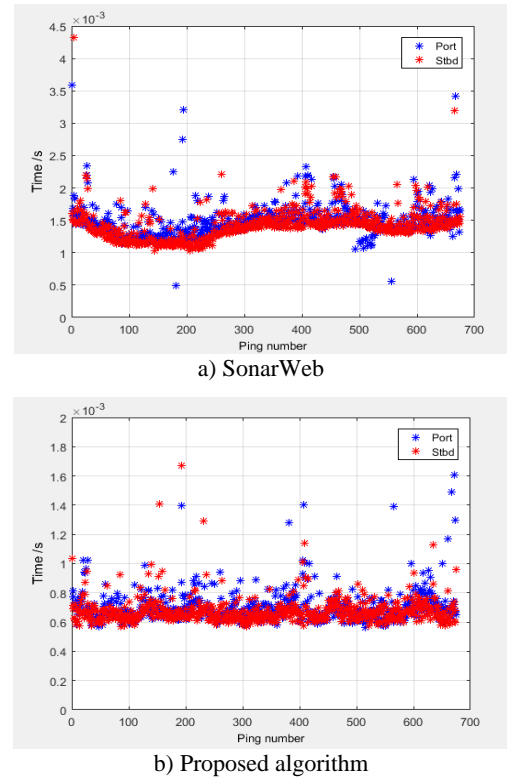 ×10-3
4.5
Port
Stbd
4
3.5
3
2.5
2
1.5
1
0.5
0
Time /s
0 100 200 300 400 500 600 700
Ping number
a) SonarWeb
×10-3
2
Port
Stbd
1.8
1.6
1.4
1.2
1
0.8
0.6
0.4
0.2
0
Time /s
0 100 200 300 400 500 600 700
Ping number
b) Proposed algorithm